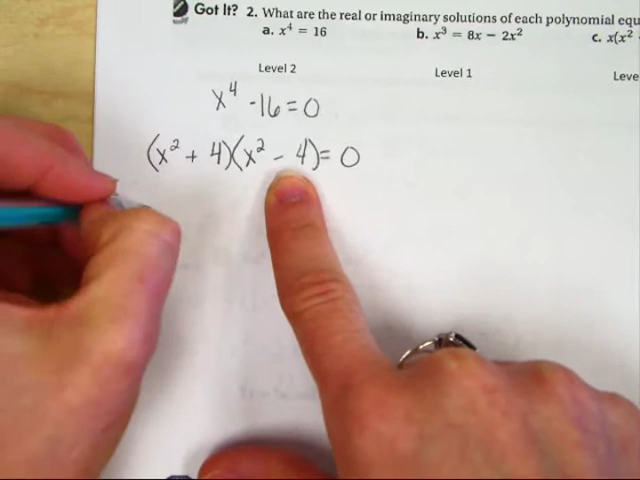 Got It? 2. What are the real or imaginary solutions of each polynomial equ
a. x⁴ = 16 b. x³ = 8x − 2x² c. x(x²
Level 2 Level 1 Leve
x⁴ - 16 = 0
(x² + 4)(x² - 4) = 0